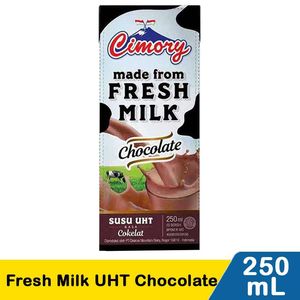 Cimory
made from
FRESH
MILK
Chocolate
SUSU UHT
RASA
Cokelat
250 ml
Fresh Milk UHT Chocolate
250
mL